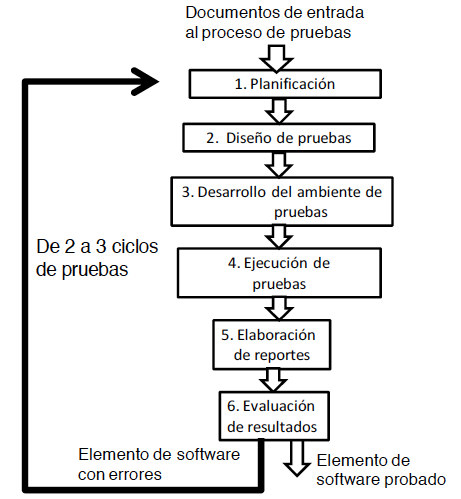 Documentos de entrada
al proceso de pruebas
1. Planificación
2. Diseño de pruebas
3. Desarrollo del ambiente de
pruebas
De 2 a 3 ciclos
de pruebas
4. Ejecución de
pruebas
5. Elaboración
de reportes
6. Evaluación
de resultados
Elemento de software
con errores
Elemento de
software probado